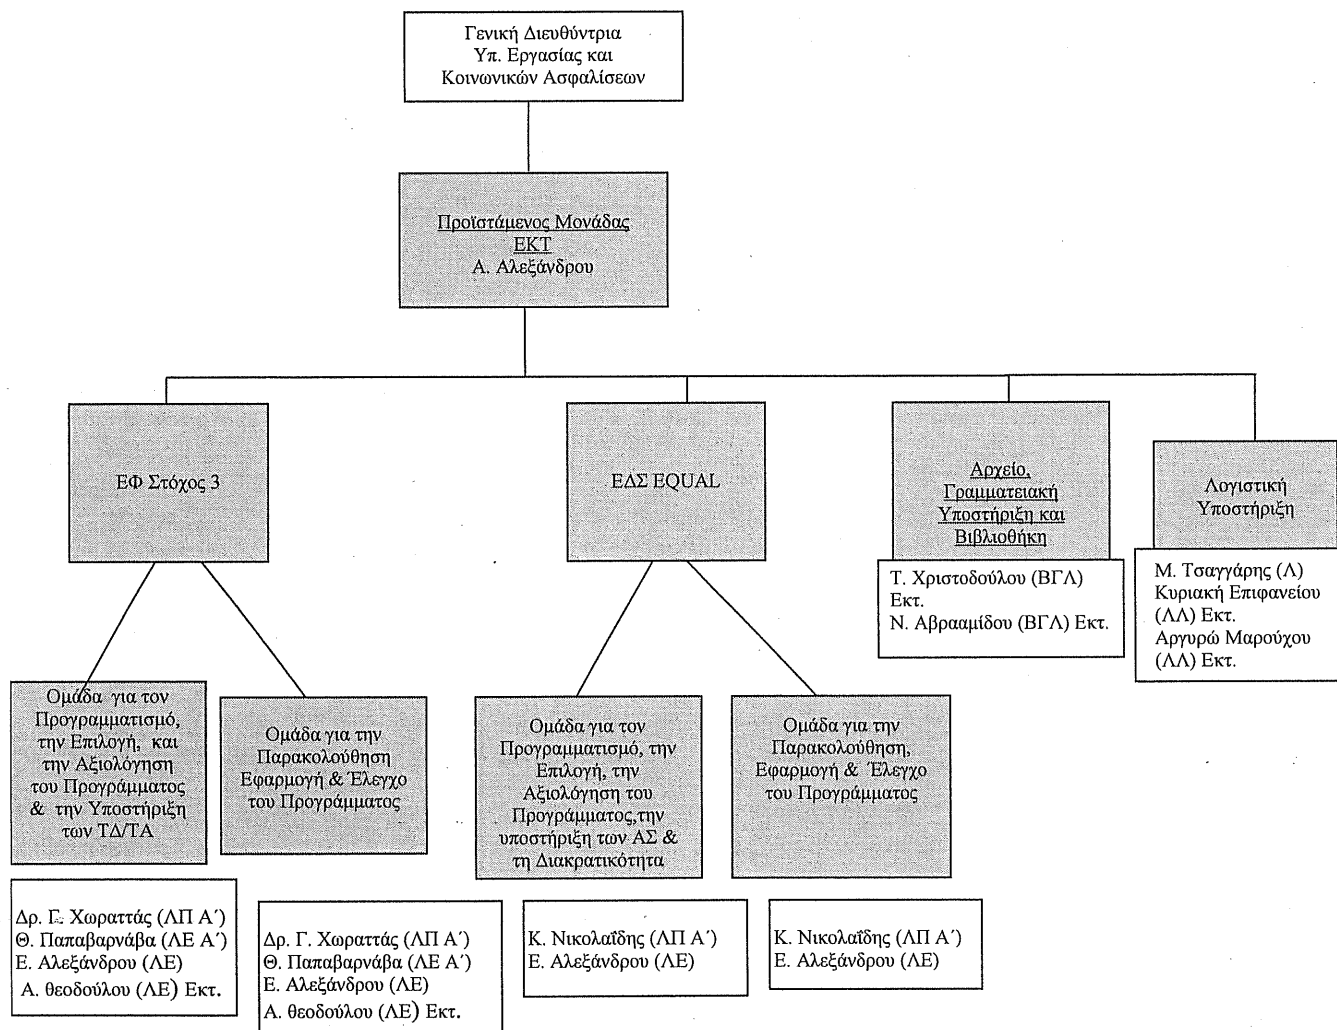 Γενική Διευθύντρια
Υπ. Εργασίας και
Κοινωνικών Ασφαλίσεων
Προϊστάμενος Μονάδας
ΕΚΤ
Α. Αλεξάνδρου
ΕΦ Στόχος 3
ΕΔΣ EQUAL
Αρχείο,
Γραμματειακή
Υποστήριξη και
Βιβλιοθήκη
Λογιστική
Υποστήριξη
Τ. Χριστοδούλου (ΒΓΛ)
Εκτ.
Ν. Αβρααμίδου (ΒΓΛ) Εκτ.
Μ. Τσαγγάρης (Λ)
Κυριακή Επιφανείου
(ΛΛ) Εκτ.
Αργυρώ Μαρούχου
(ΛΛ) Εκτ.
Ομάδα για τον
Προγραμματισμό,
την Επιλογή, και
την Αξιολόγηση
του Προγράμματος
& την Υποστήριξη
των ΤΔ/ΤΑ
Ομάδα για την
Παρακολούθηση
Εφαρμογή & Έλεγχο
του Προγράμματος
Ομάδα για τον
Προγραμματισμό, την
Επιλογή, την
Αξιολόγηση του
Προγράμματος,την
υποστήριξη των ΑΣ &
τη Διακρατικότητα
Ομάδα για την
Παρακολούθηση,
Εφαρμογή & Έλεγχο
του Προγράμματος
Δρ. Γ. Χωραττάς (ΛΠ Α΄)
Θ. Παπαβαρνάβα (ΛΕ Α΄)
Ε. Αλεξάνδρου (ΛΕ)
Α. θεοδούλου (ΛΕ) Εκτ.
Δρ. Γ. Χωραττάς (ΛΠ Α΄)
Θ. Παπαβαρνάβα (ΛΕ Α΄)
Ε. Αλεξάνδρου (ΛΕ)
Α. θεοδούλου (ΛΕ) Εκτ.
Κ. Νικολαΐδης (ΛΠ Α΄)
Ε. Αλεξάνδρου (ΛΕ)
Κ. Νικολαΐδης (ΛΠ Α΄)
Ε. Αλεξάνδρου (ΛΕ)